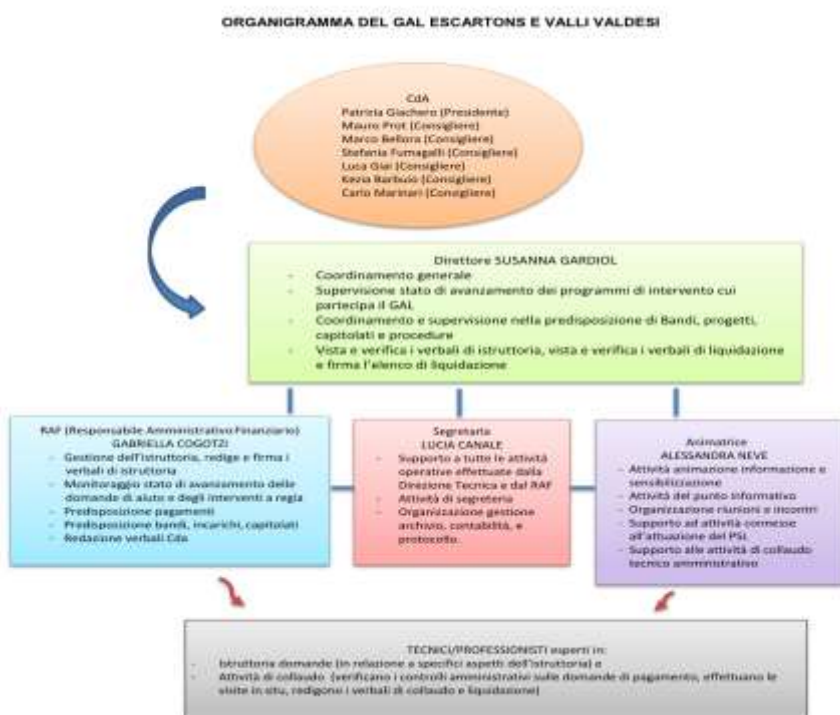 ORGANIGRAMMA DEL GAL ESCARTONS E VALLI VALDESI
CdA
Patrizia Giachero (Presidente)
Mauro Prot (Consigliere)
Marco Bellora (Consigliere)
Stefania Fumagalli (Consigliere)
Luca Giai (Consigliere)
Kezia Barbuio (Consigliere)
Carlo Marinari (Consigliere)
Direttore SUSANNA GARDIOL
- Coordinamento generale
- Supervisione stato di avanzamento dei programmi di intervento cui
partecipa il GAL
- Coordinamento e supervisione nella predisposizione di Bandi, progetti,
capitolati e procedure
- Vista e verifica i verbali di istruttoria, vista e verifica i verbali di liquidazione
e firma l'elenco di liquidazione
RAF (Responsabile Amministrativo Finanziario)
GABRIELLA COGOTZI
- Gestione dell'istruttoria, redige e firma i
verbali di istruttoria
- Monitoraggio stato di avanzamento delle
domande di aiuto e degli interventi a regia
- Predisposizione pagamenti
- Predisposizione bandi, incarichi, capitolati
- Redazione verbali Cda
Segretaria
LUCIA CANALE
- Supporto a tutte le attività
operative effettuate dalla
Direzione Tecnica e dal RAF
- Attività di segreteria
- Organizzazione gestione
archivio, contabilità, e
protocollo.
Animatrice
ALESSANDRA NEVE
- Attività animazione informazione e
sensibilizzazione
- Attività del punto informativo
- Organizzazione riunioni e incontri
- Supporto ad attività connesse
all'attuazione del PSL
- Supporto alle attività di collaudo
tecnico amministrativo
TECNICI/PROFESSIONISTI esperti in:
- Istruttoria domande (in relazione a specifici aspetti dell'istruttoria) e
- Attività di collaudo (verificano i controlli amministrativi sulle domande di pagamento, effettuano le
visite in situ, redigono i verbali di collaudo e liquidazione)